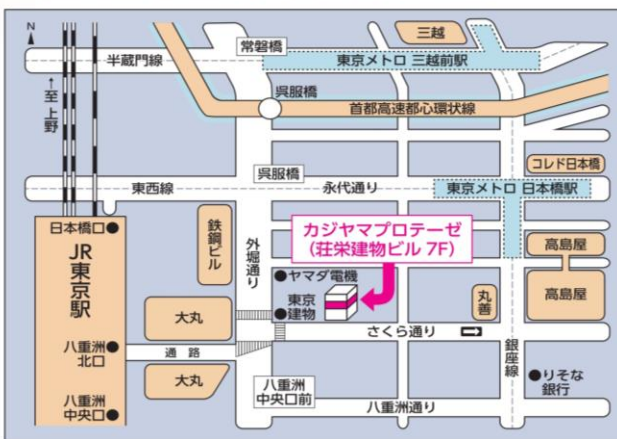 N
三越
常磐橋
半蔵門線
東京メトロ 三越前駅
←至 上野
呉服橋
首都高速都心環状線
呉服橋
コレド日本橋
東西線
永代通り
東京メトロ 日本橋駅
日本橋口
鉄鋼ビル
外堀通り
カジヤマプロテーゼ
(荘栄建物ビル 7F)
高島屋
JR東京駅
ヤマダ電機
東京
建物
丸善
高島屋
大丸
さくら通り
八重洲
北口
通路
銀座線
りそな
銀行
大丸
八重洲
中央口前
八重洲
中央口
八重洲通り